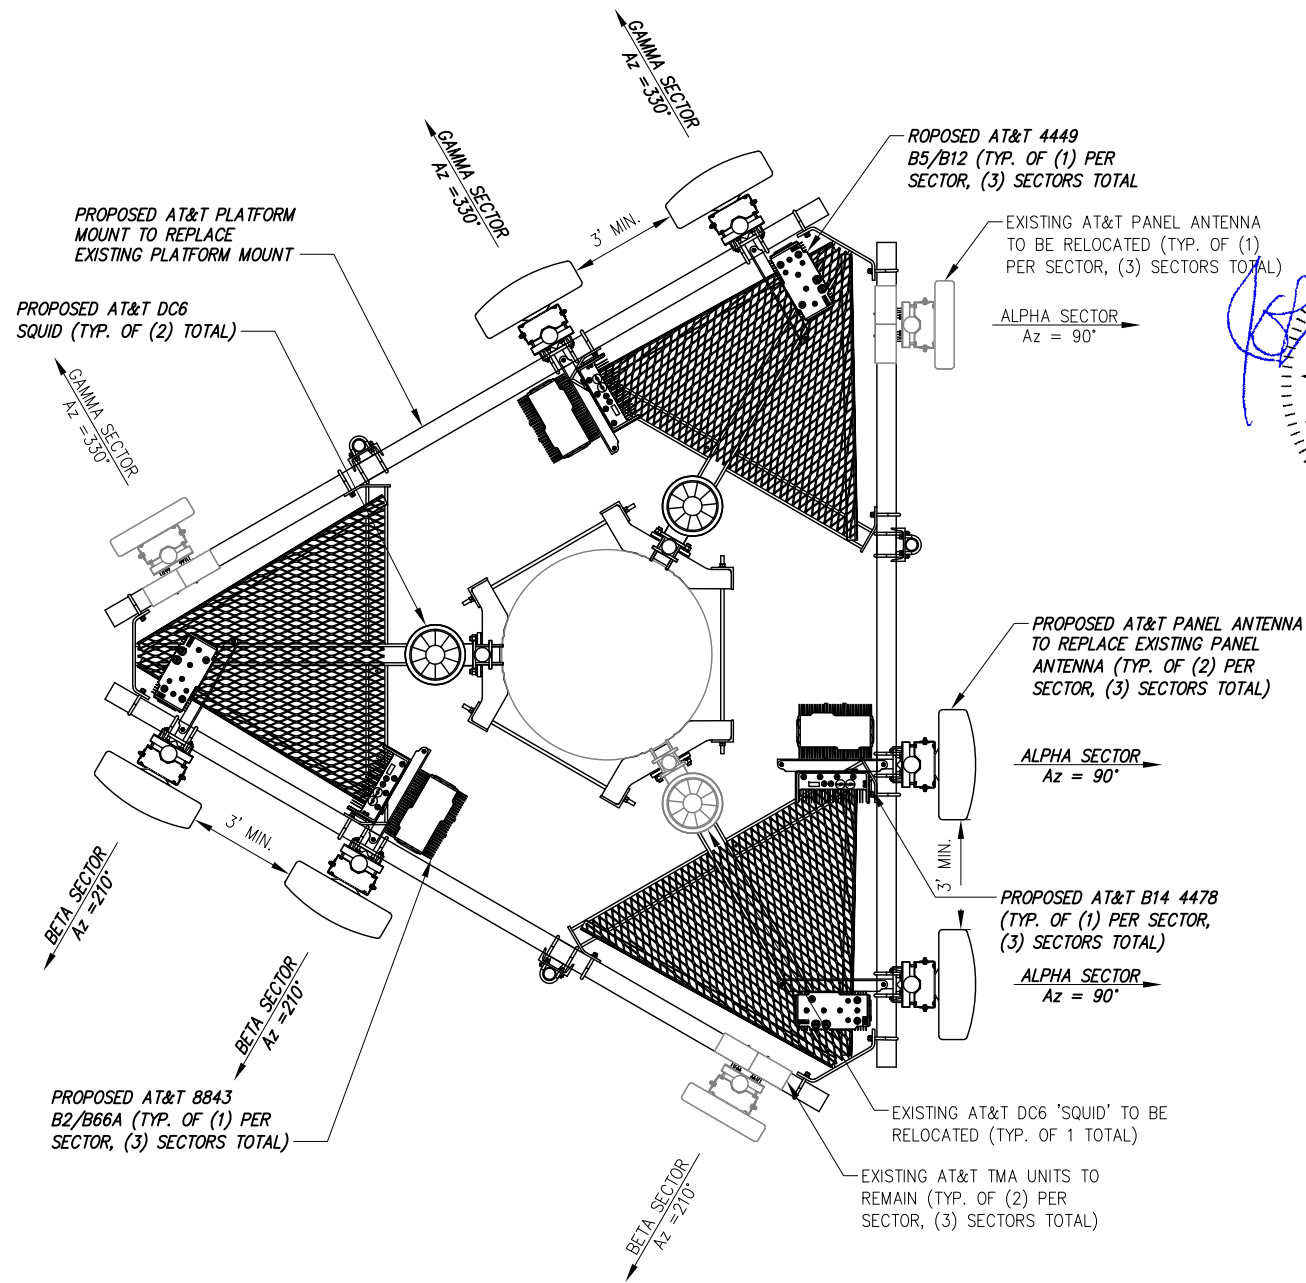 GAMMA SECTOR
Az =330°
GAMMA SECTOR
Az =330°
ROPOSED AT&T 4449
B5/B12 (TYP. OF (1) PER
SECTOR, (3) SECTORS TOTAL
PROPOSED AT&T PLATFORM
MOUNT TO REPLACE
EXISTING PLATFORM MOUNT
3' MIN.
EXISTING AT&T PANEL ANTENNA
TO BE RELOCATED (TYP. OF (1)
PER SECTOR, (3) SECTORS TOTAL)
PROPOSED AT&T DC6
SQUID (TYP. OF (2) TOTAL)
ALPHA SECTOR
Az = 90°
GAMMA SECTOR
Az =330°
PROPOSED AT&T PANEL ANTENNA
TO REPLACE EXISTING PANEL
ANTENNA (TYP. OF (2) PER
SECTOR, (3) SECTORS TOTAL)
ALPHA SECTOR
Az = 90°
3' MIN.
3' MIN.
BETA SECTOR
Az =210°
PROPOSED AT&T B14 4478
(TYP. OF (1) PER SECTOR,
(3) SECTORS TOTAL)
ALPHA SECTOR
Az = 90°
BETA SECTOR
Az =210°
PROPOSED AT&T 8843
B2/B66A (TYP. OF (1) PER
SECTOR, (3) SECTORS TOTAL)
EXISTING AT&T DC6 'SQUID' TO BE
RELOCATED (TYP. OF 1 TOTAL)
EXISTING AT&T TMA UNITS TO
REMAIN (TYP. OF (2) PER
SECTOR, (3) SECTORS TOTAL)
BETA SECTOR
Az =210°